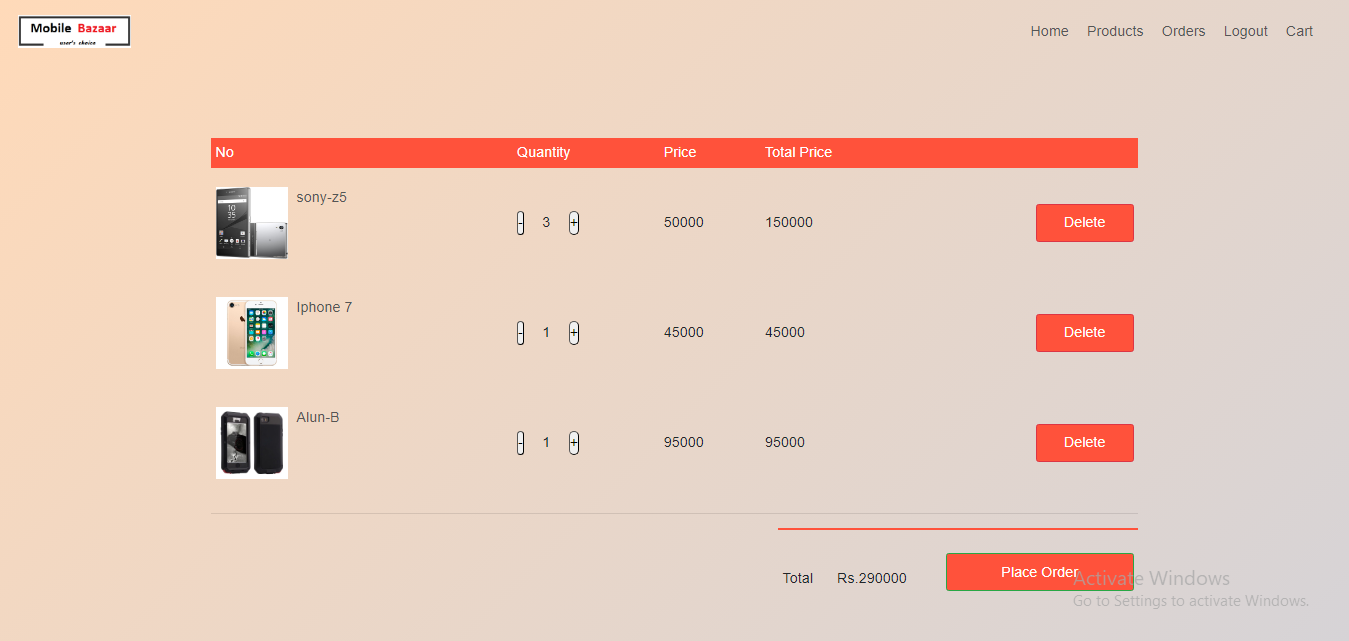 Mobile Bazaar
user's choice
Home Products Orders Logout Cart
No Quantity Price Total Price
sony-z5
- 3 + 50000 150000 Delete
Iphone 7
- 1 + 45000 45000 Delete
Alun-B
- 1 + 95000 95000 Delete
Total Rs.290000 Place Order
Activate Windows
Go to Settings to activate Windows.